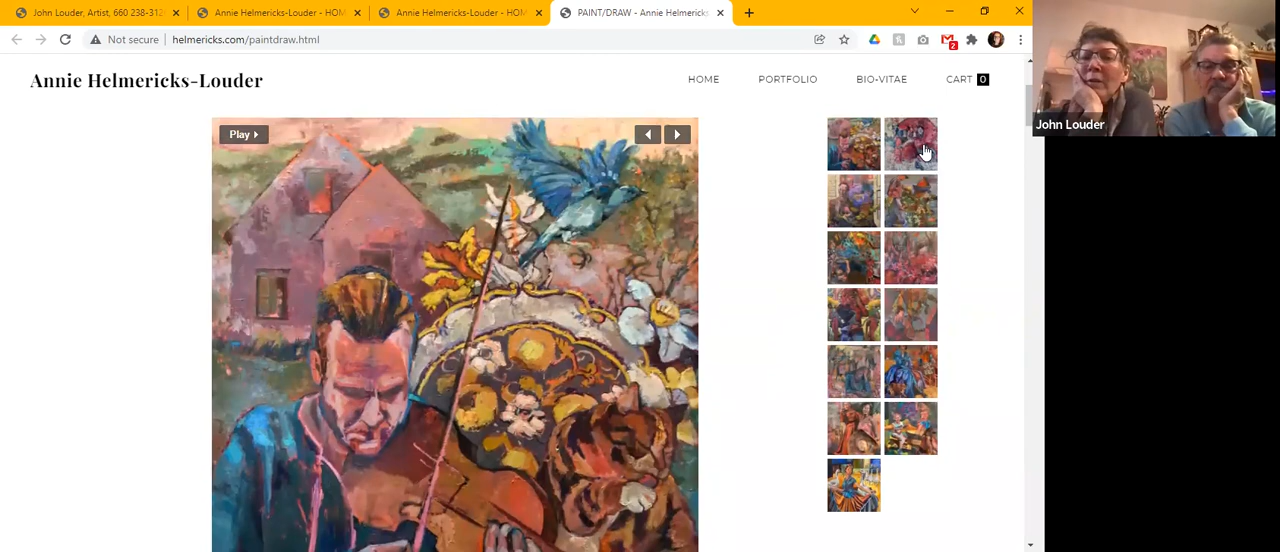 John Louder, Artist, 660 238-312
Annie Helmericks-Louder - HOM
Annie Helmericks-Louder - HOM
PAINT/DRAW - Annie Helmericks
Not secure
helmericks.com/paintdraw.html
2
Annie Helmericks-Louder
HOME
PORTFOLIO
BIO-VITAE
CART 0
Play
John Louder